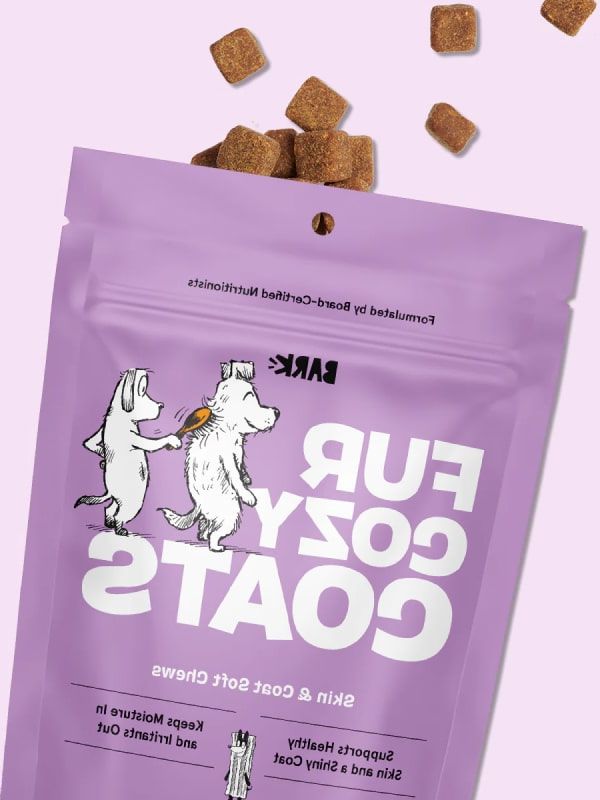 Formulated by Board-Certified Nutritionists
BARK
FUR
COZY
COATS
Skin & Coat Soft Chews
Supports Healthy
Skin and a Shiny Coat
Keeps Moisture In
and Irritants Out